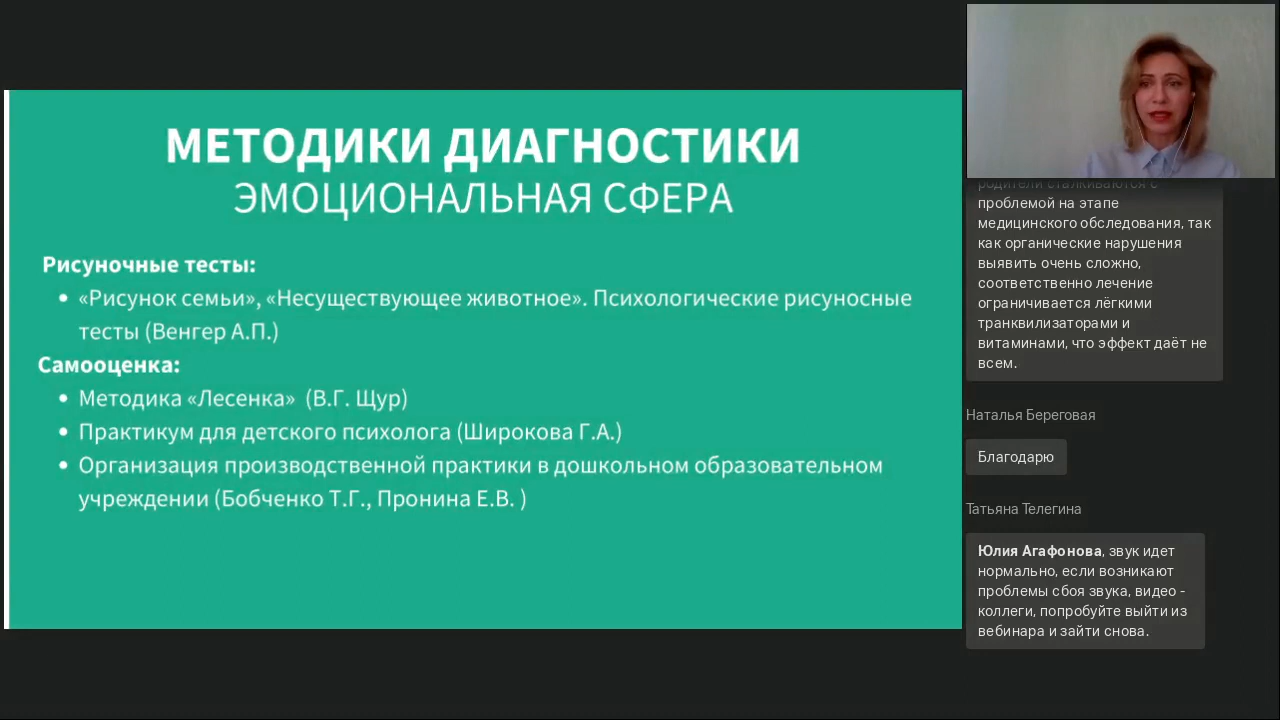 МЕТОДИКИ ДИАГНОСТИКИ
ЭМОЦИОНАЛЬНАЯ СФЕРА
Рисуночные тесты:
• «Рисунок семьи», «Несуществующее животное». Психологические рисуносные
тесты (Венгер А.П.)
Самооценка:
• Методика «Лесенка» (В.Г. Щур)
• Практикум для детского психолога (Широкова Г.А.)
• Организация производственной практики в дошкольном образовательном
учреждении (Бобченко Т.Г., Пронина Е.В. )
родители сталкиваются с
проблемой на этапе
медицинского обследования, так
как органические нарушения
выявить очень сложно,
соответственно лечение
ограничивается лёгкими
транквилизаторами и
витаминами, что эффект даёт не
всем.
Наталья Береговая
Благодарю
Татьяна Телегина
Юлия Агафонова, звук идет
нормально, если возникают
проблемы сбоя звука, видео -
коллеги, попробуйте выйти из
вебинара и зайти снова.